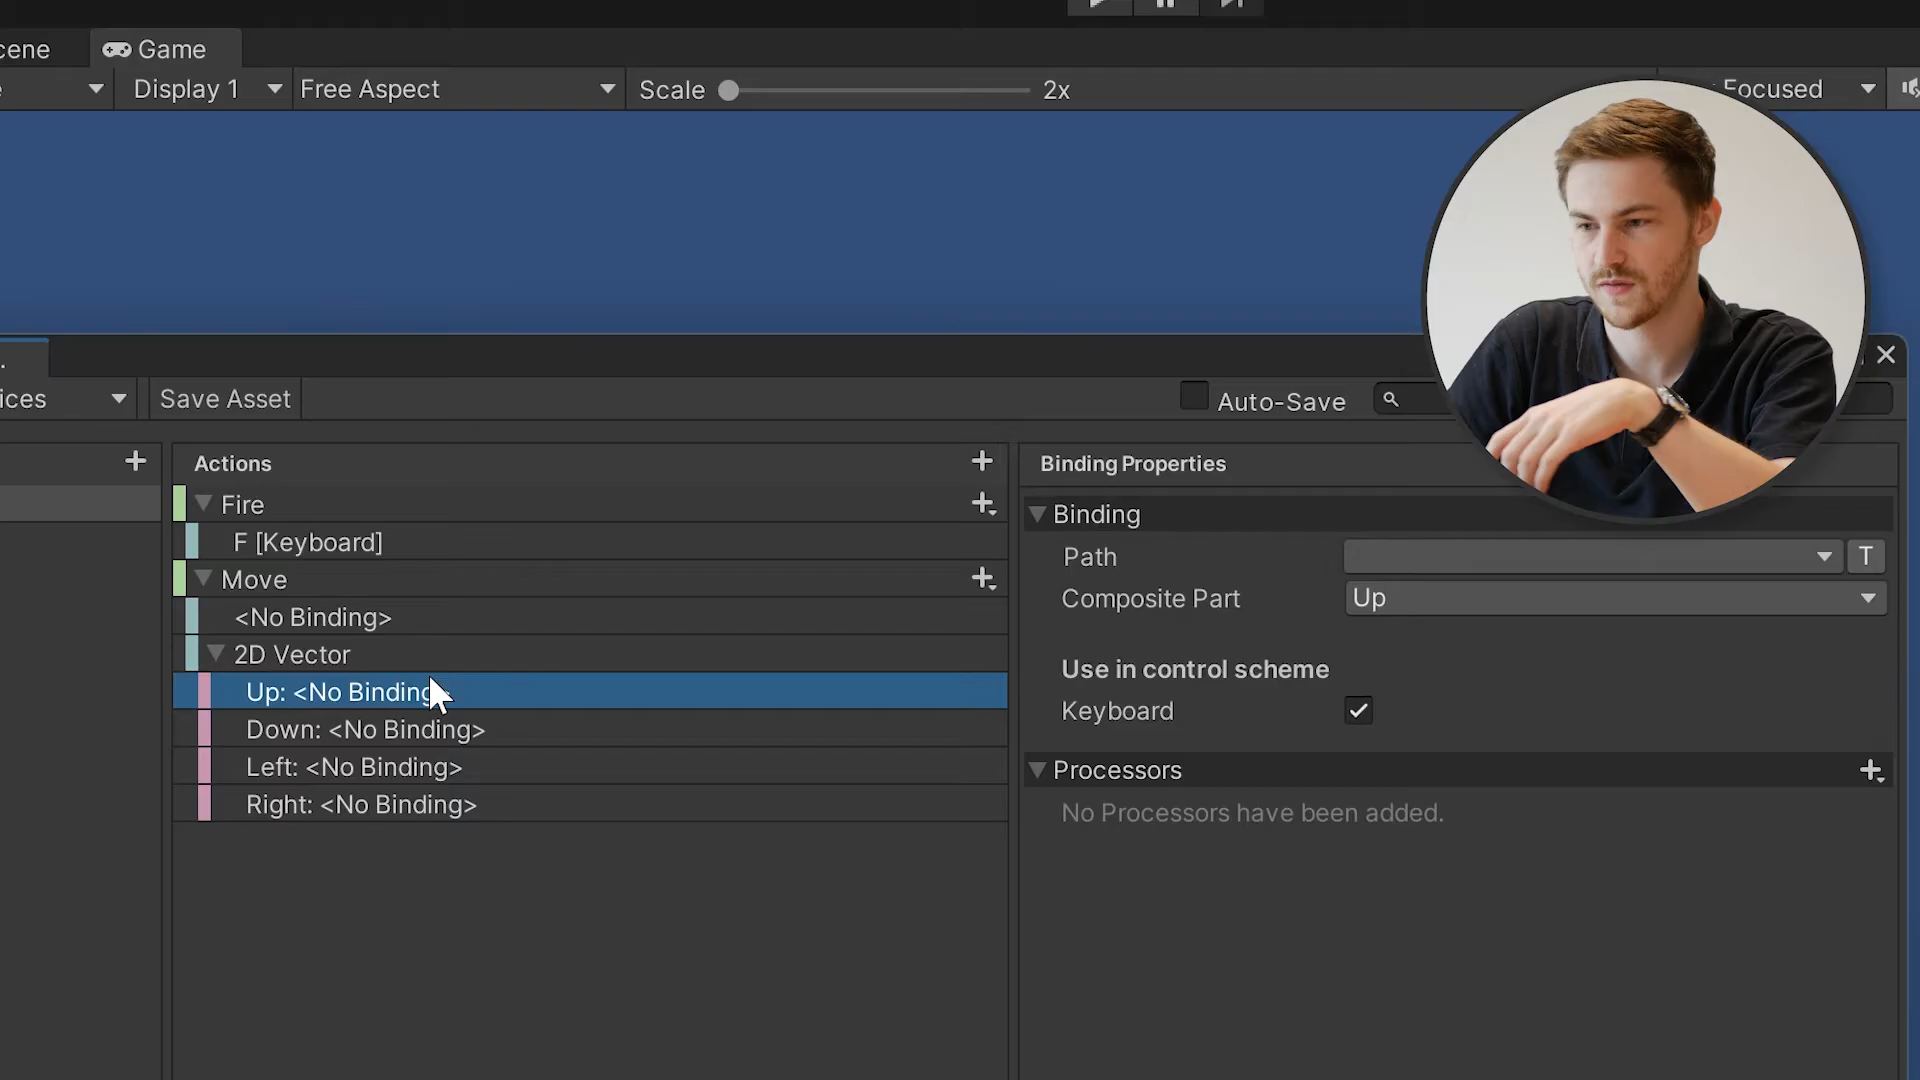 Game
Display 1
Free Aspect
Scale
2x
Focused
Save Asset
Auto-Save
Actions
Binding Properties
Fire
F [Keyboard]
Move
<No Binding>
2D Vector
Up: <No Binding
Down: <No Binding>
Left: <No Binding>
Right: <No Binding>
Binding
Path
T
Composite Part
Up
Use in control scheme
Keyboard
Processors
No Processors have been added.